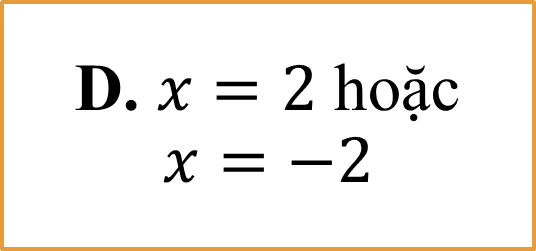 D. x = 2 hoặc
x = −2